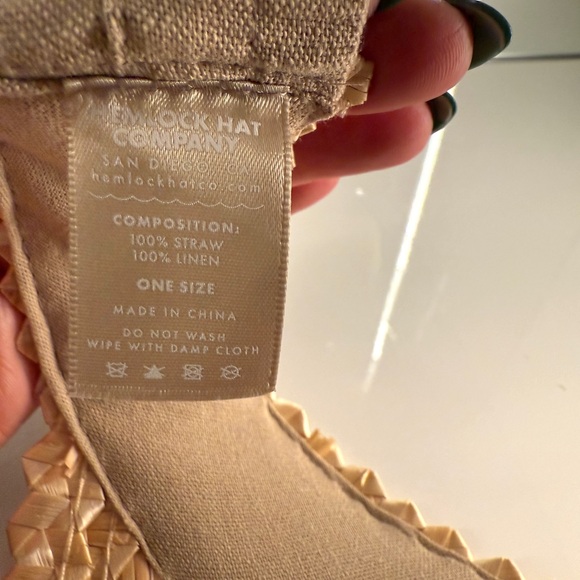 HEMLOCK HAT
COMPANY
SAN DIEGO, CA
hemlockhatco.com
COMPOSITION:
100% STRAW
100% LINEN
ONE SIZE
MADE IN CHINA
DO NOT WASH
WIPE WITH DAMP CLOTH